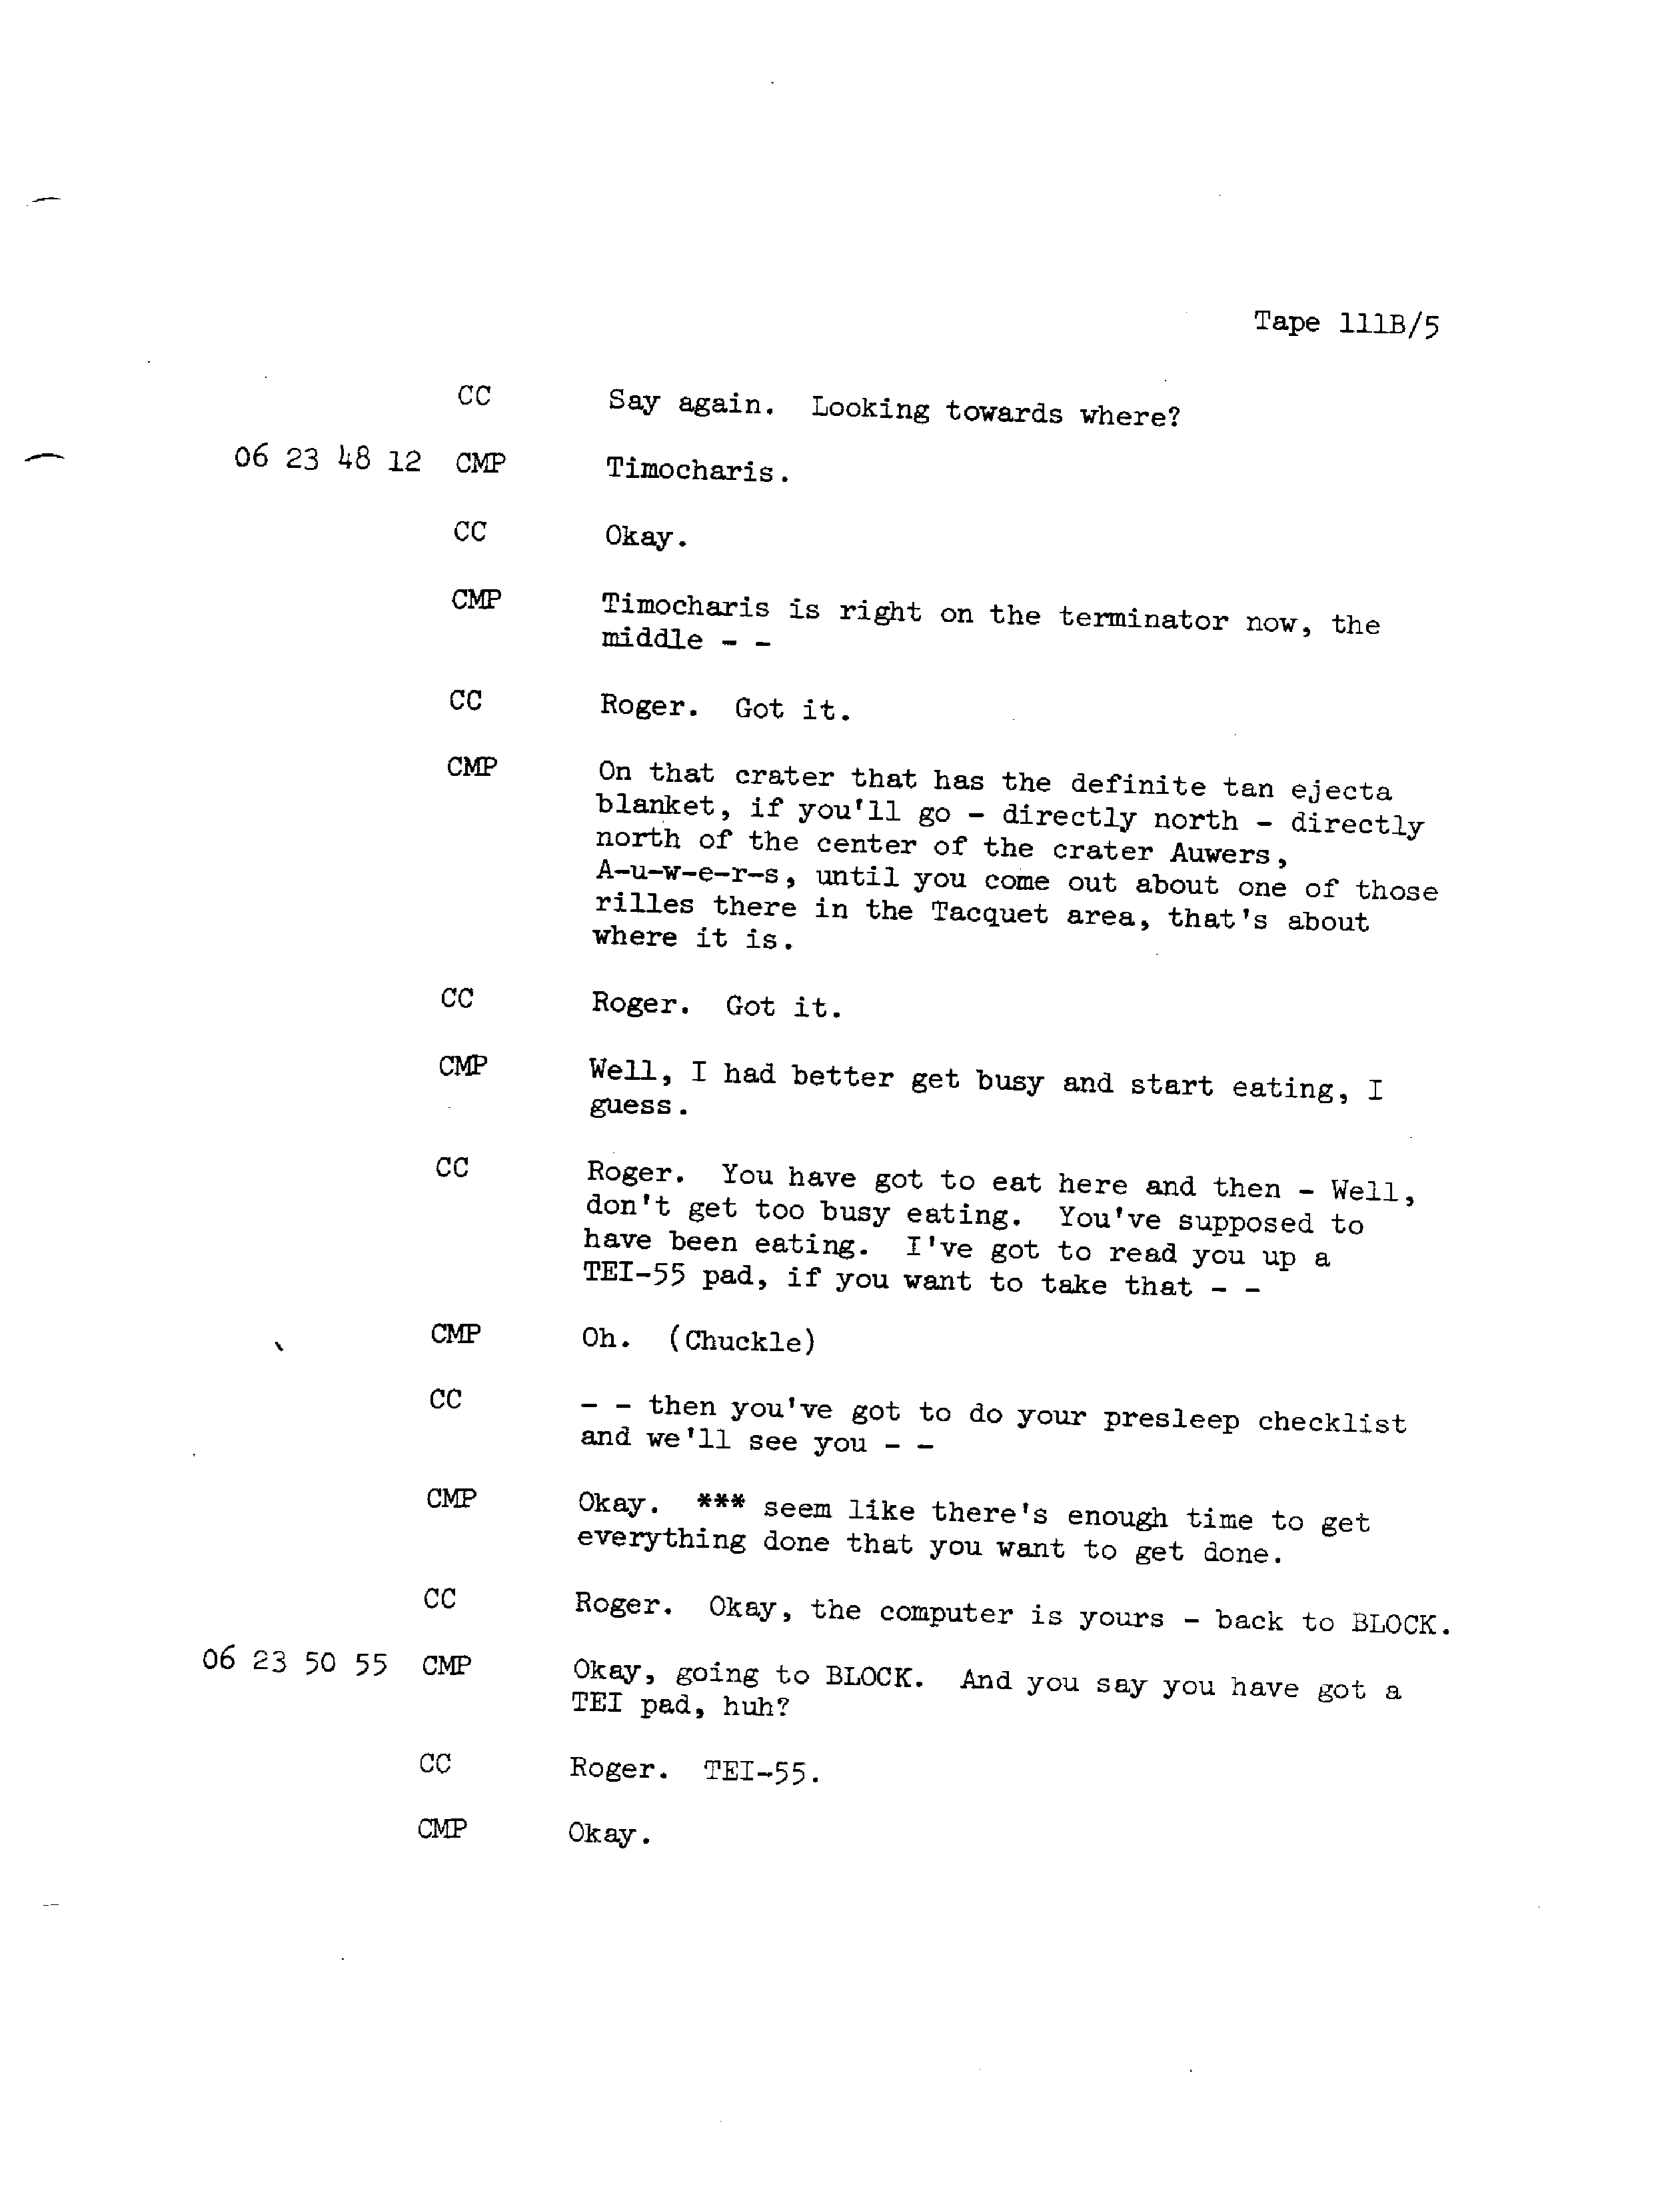 Tape 111B/5
CC Say again. Looking towards where?
06 23 48 12 CMP Timocharis.
CC Okay.
CMP Timocharis is right on the terminator now, the
middle - -
CC Roger. Got it.
CMP On that crater that has the definite tan ejecta
blanket, if you'll go - directly north - directly
north of the center of the crater Auwers,
A-u-w-e-r-s, until you come out about one of those
rilles there in the Tacquet area, that's about
where it is.
CC Roger. Got it.
CMP Well, I had better get busy and start eating, I
guess.
CC Roger. You have got to eat here and then - Well,
don't get too busy eating. You've supposed to
have been eating. I've got to read you up a
TEI-55 pad, if you want to take that - -
CMP Oh. (Chuckle)
CC - - then you've got to do your presleep checklist
and we'll see you - -
CMP Okay. *** seem like there's enough time to get
everything done that you want to get done.
CC Roger. Okay, the computer is yours - back to BLOCK.
06 23 50 55 CMP Okay, going to BLOCK. And you say you have got a
TEI pad, huh?
CC Roger. TEI-55.
CMP Okay.